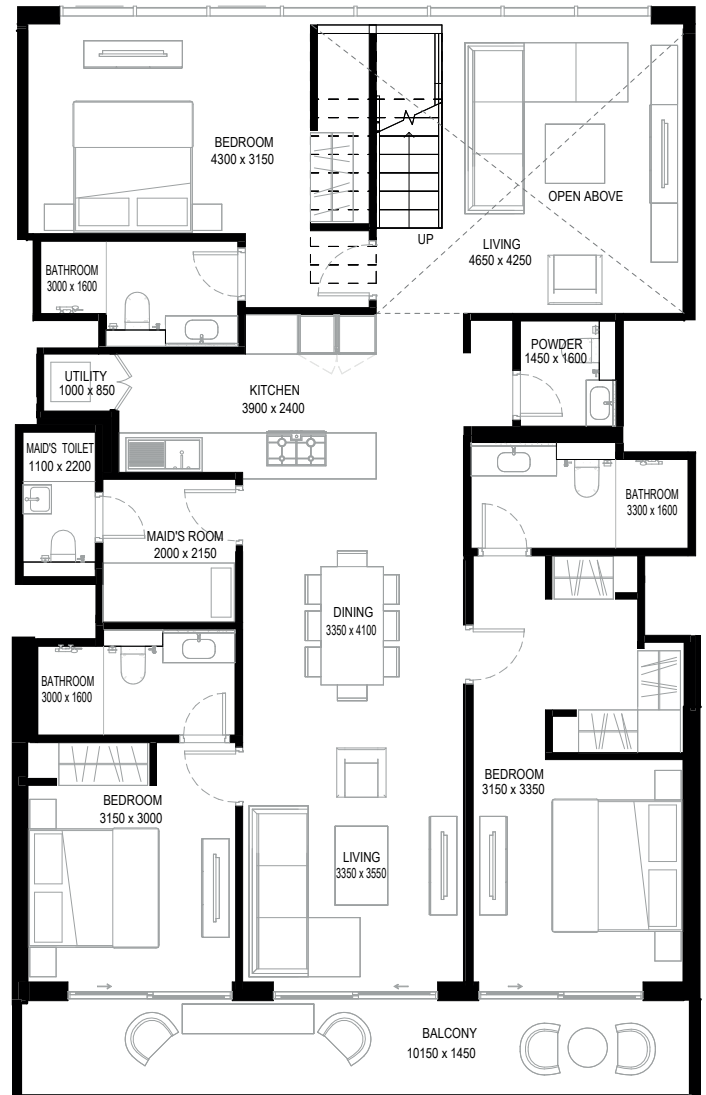 BEDROOM
4300 x 3150
OPEN ABOVE
UP
LIVING
4650 x 4250
BATHROOM
3000 x 1600
POWDER
1450 x 1600
UTILITY
1000 x 850
KITCHEN
3900 x 2400
MAID'S TOILET
1100 x 2200
BATHROOM
3300 x 1600
MAID'S ROOM
2000 x 2150
DINING
3350 x 4100
BATHROOM
3000 x 1600
BEDROOM
3150 x 3350
BEDROOM
3150 x 3000
LIVING
3350 x 3550
BALCONY
10150 x 1450